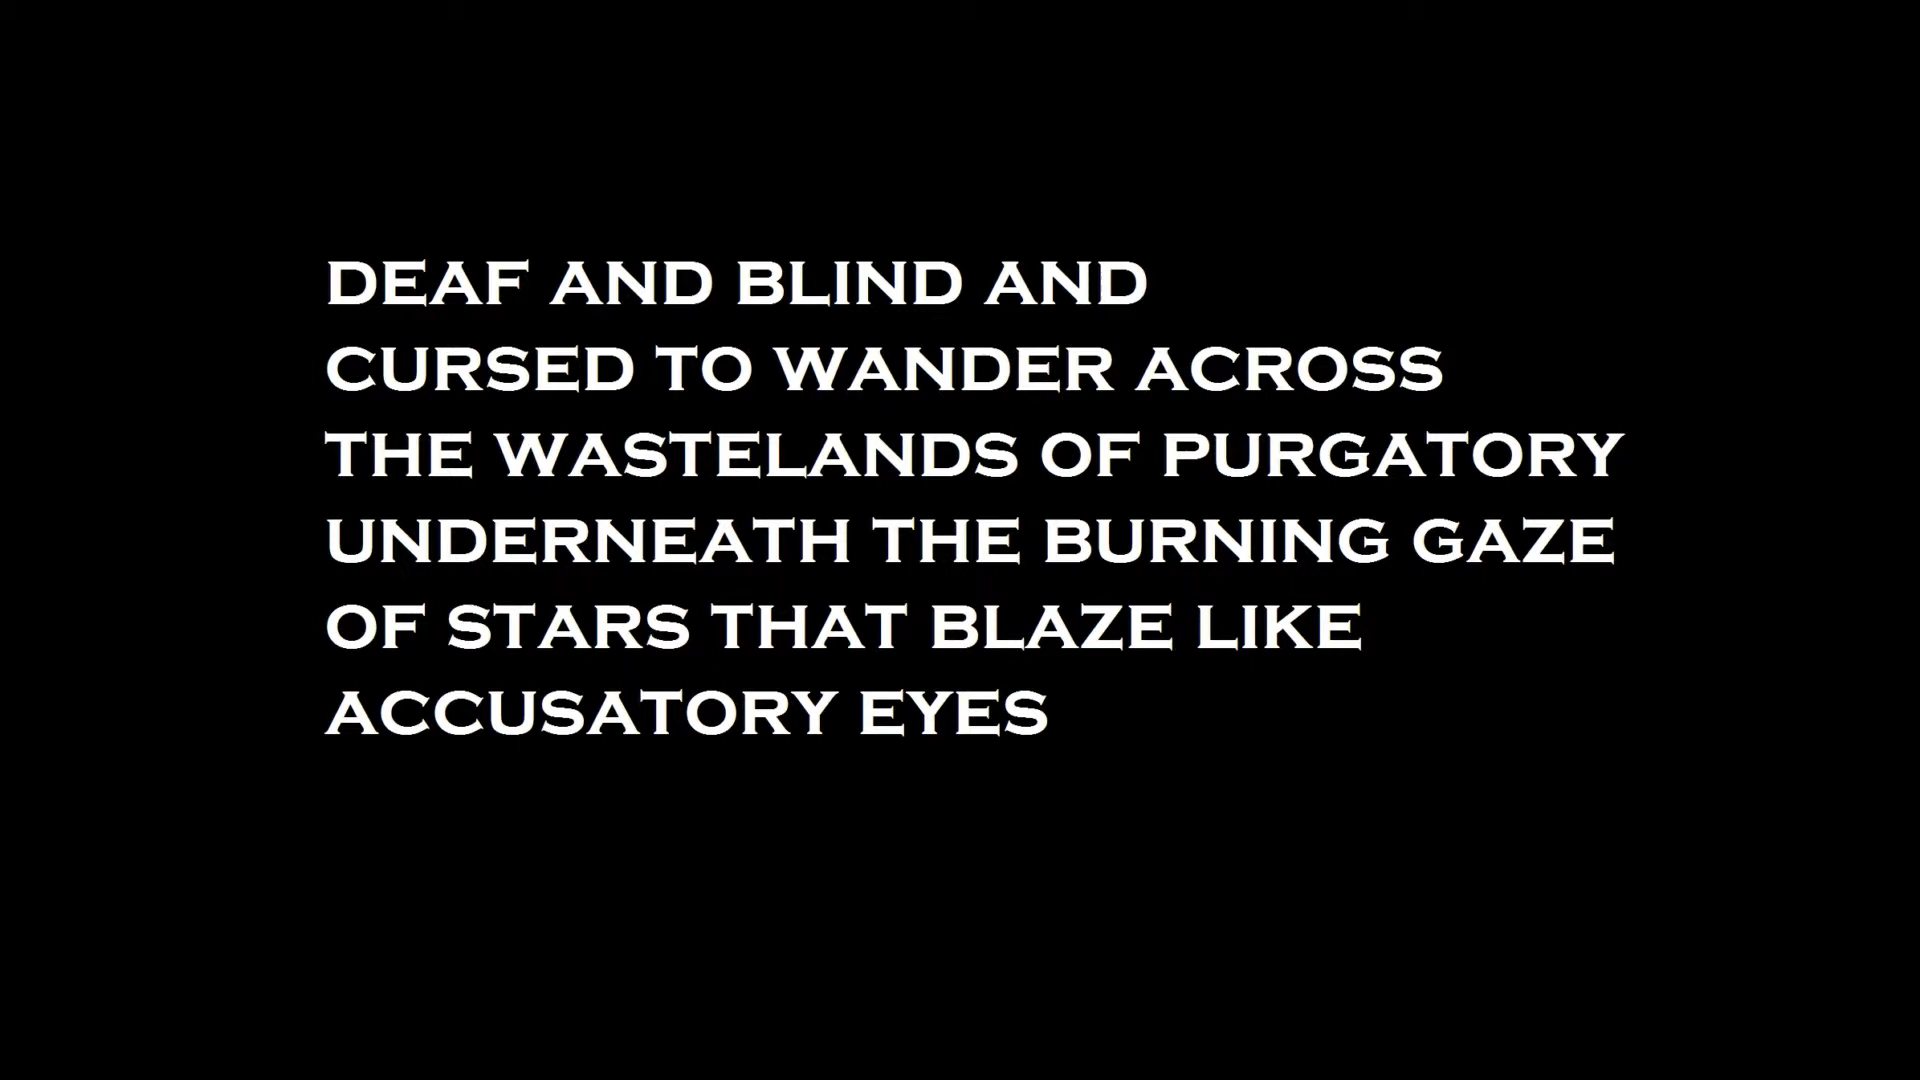 DEAF AND BLIND AND
CURSED TO WANDER ACROSS
THE WASTELANDS OF PURGATORY
UNDERNEATH THE BURNING GAZE
OF STARS THAT BLAZE LIKE
ACCUSATORY EYES